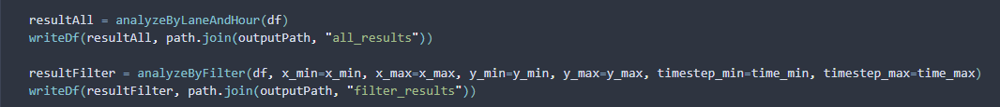 resultAll = analyzeByLaneAndHour(df)
writeDf(resultAll, path.join(outputPath, "all_results"))
resultFilter = analyzeByFilter(df, x_min=x_min, x_max=x_max, y_min=y_min, y_max=y_max, timestep_min=time_min, timestep_max=time_max)
writeDf(resultFilter, path.join(outputPath, "filter_results"))